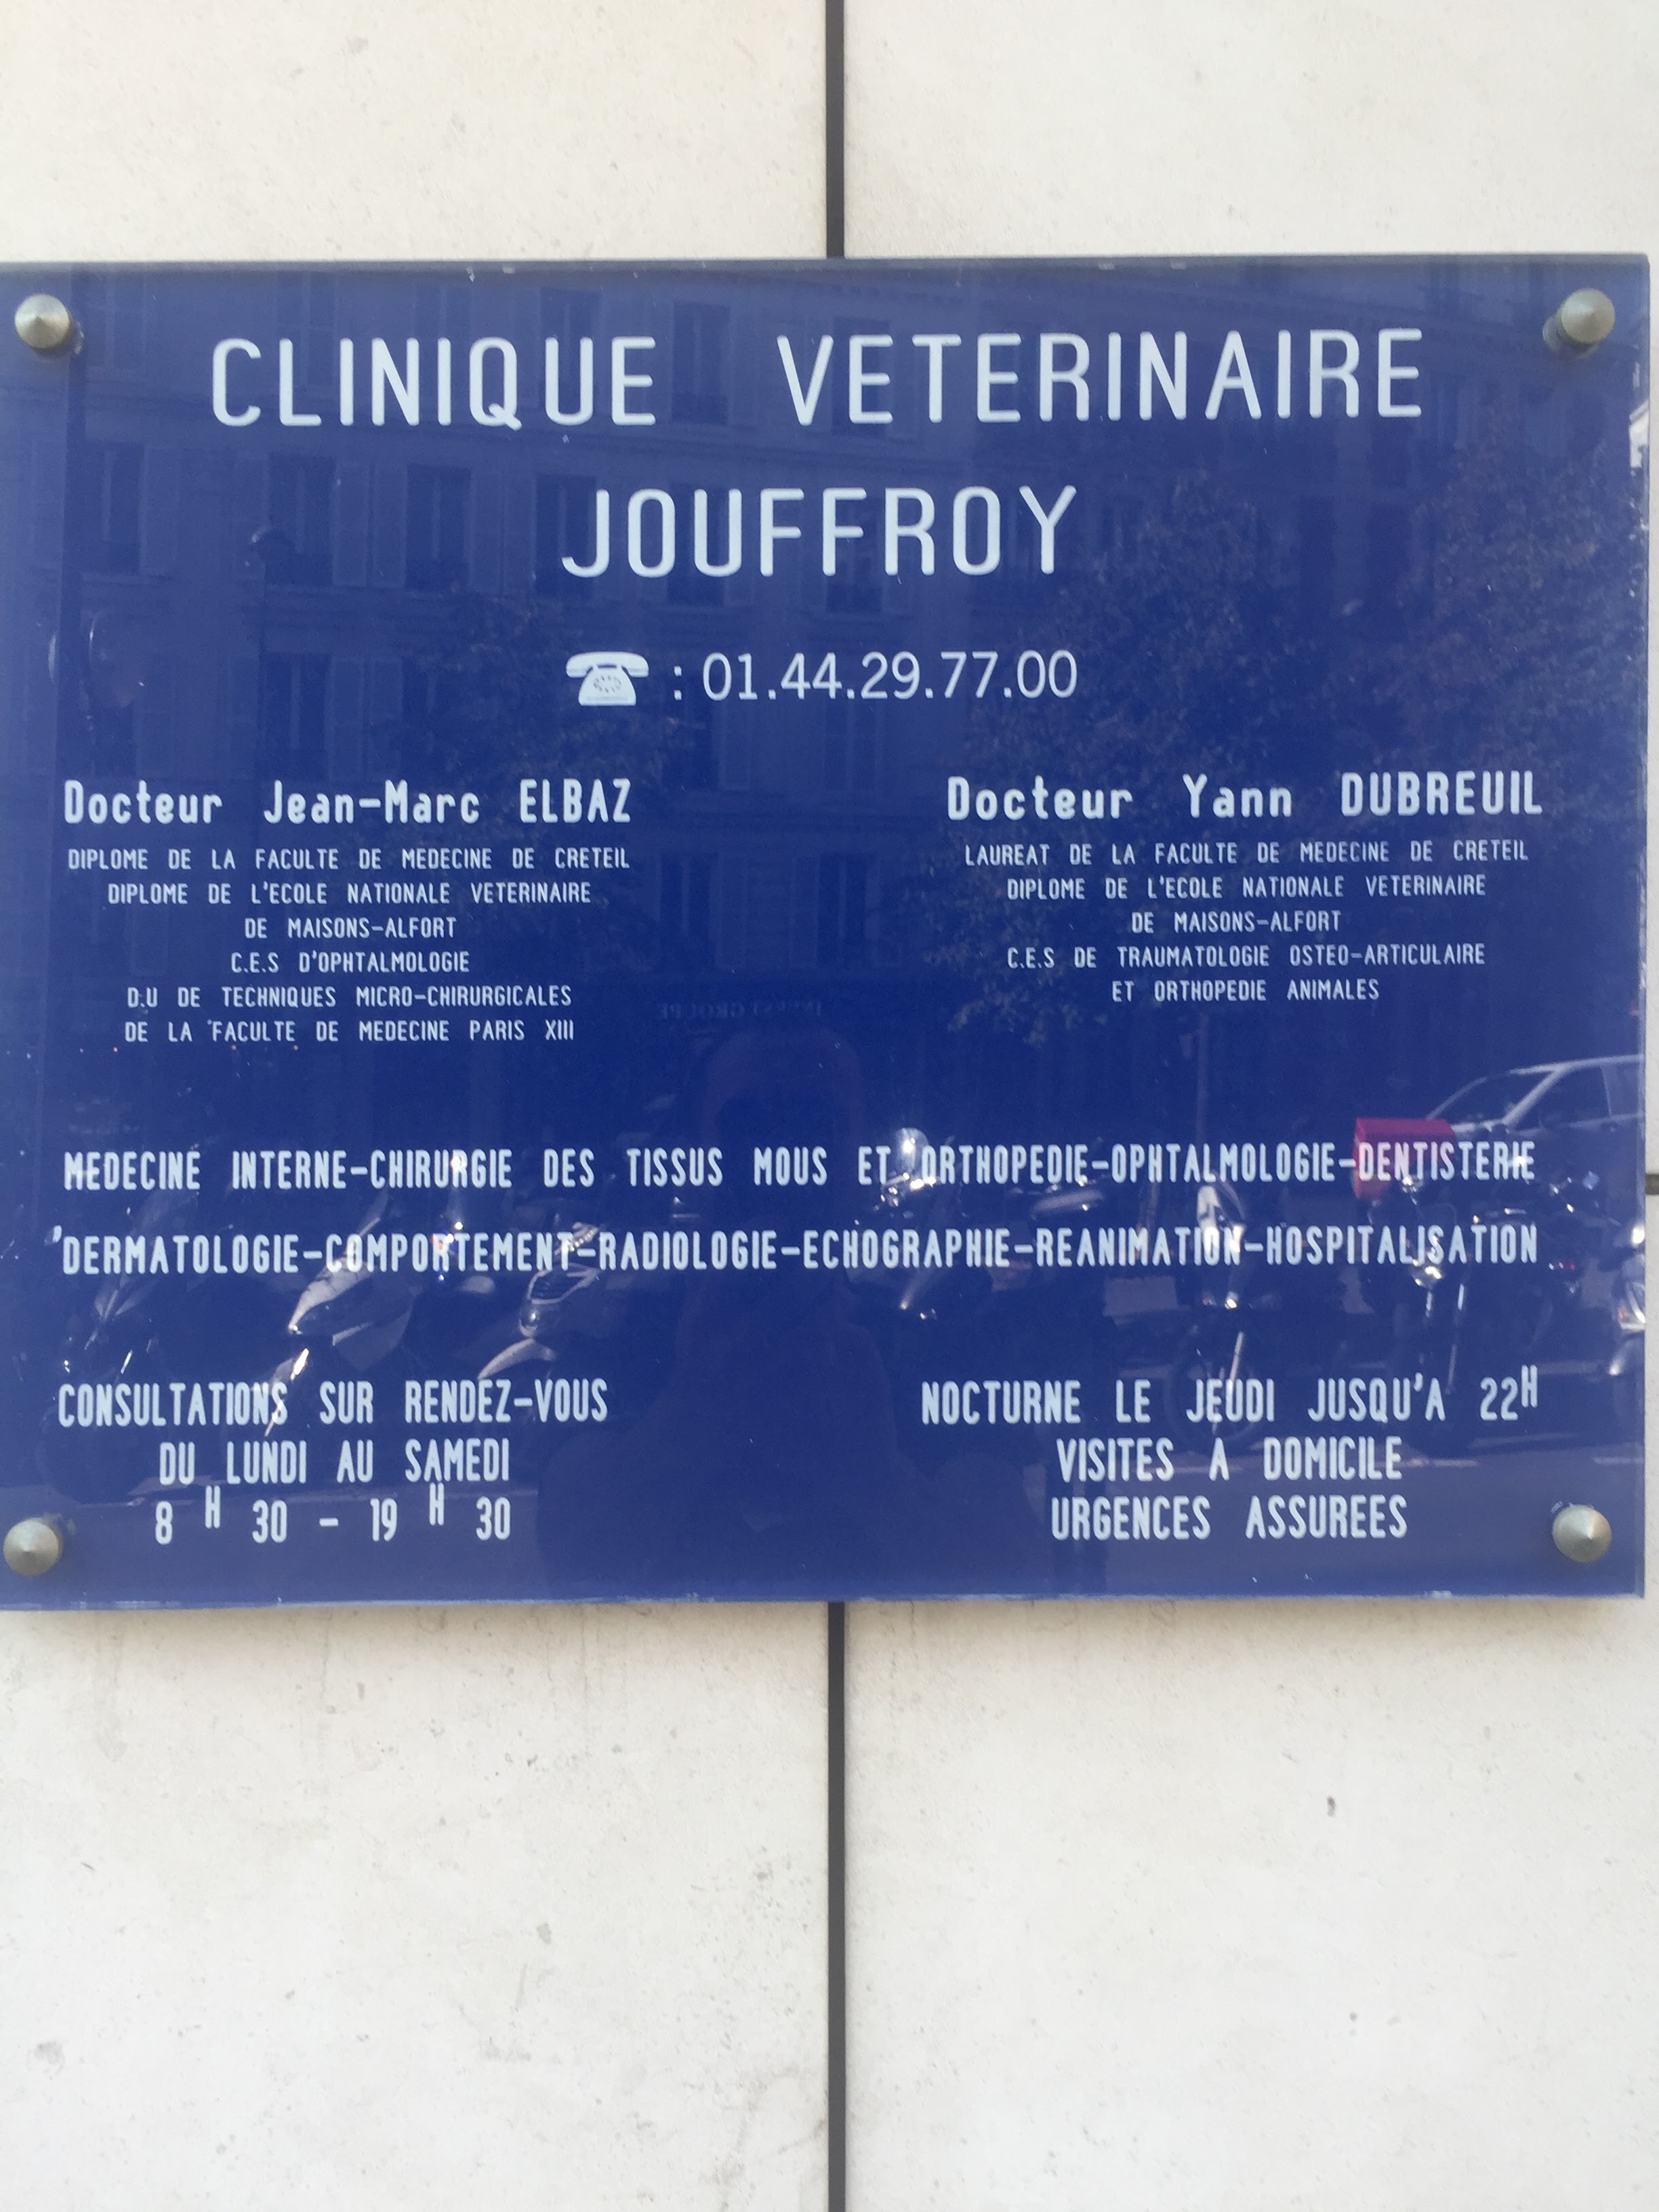 CLINIQUE VETERINAIRE
JOUFFROY
: 01.44.29.77.00
Docteur Jean-Marc ELBAZ
DIPLOME DE LA FACULTE DE MEDECINE DE CRETEIL
DIPLOME DE L'ECOLE NATIONALE VETERINAIRE
DE MAISONS-ALFORT
C.E.S D'OPHTALMOLOGIE
D.U DE TECHNIQUES MICRO-CHIRURGICALES
DE LA FACULTE DE MEDECINE PARIS XIII
Docteur Yann DUBREUIL
LAUREAT DE LA FACULTE DE MEDECINE DE CRETEIL
DIPLOME DE L'ECOLE NATIONALE VETERINAIRE
DE MAISONS-ALFORT
C.E.S DE TRAUMATOLOGIE OSTEO-ARTICULAIRE
ET ORTHOPEDIE ANIMALES
MEDECINE INTERNE-CHIRURGIE DES TISSUS MOUS ET ORTHOPEDIE-OPHTALMOLOGIE-DENTISTERIE
DERMATOLOGIE-COMPORTEMENT-RADIOLOGIE-ECHOGRAPHIE-REANIMATION-HOSPITALISATION
CONSULTATIONS SUR RENDEZ-VOUS
DU LUNDI AU SAMEDI
8 H 30 - 19 H 30
NOCTURNE LE JEUDI JUSQU'A 22H
VISITES A DOMICILE
URGENCES ASSUREES